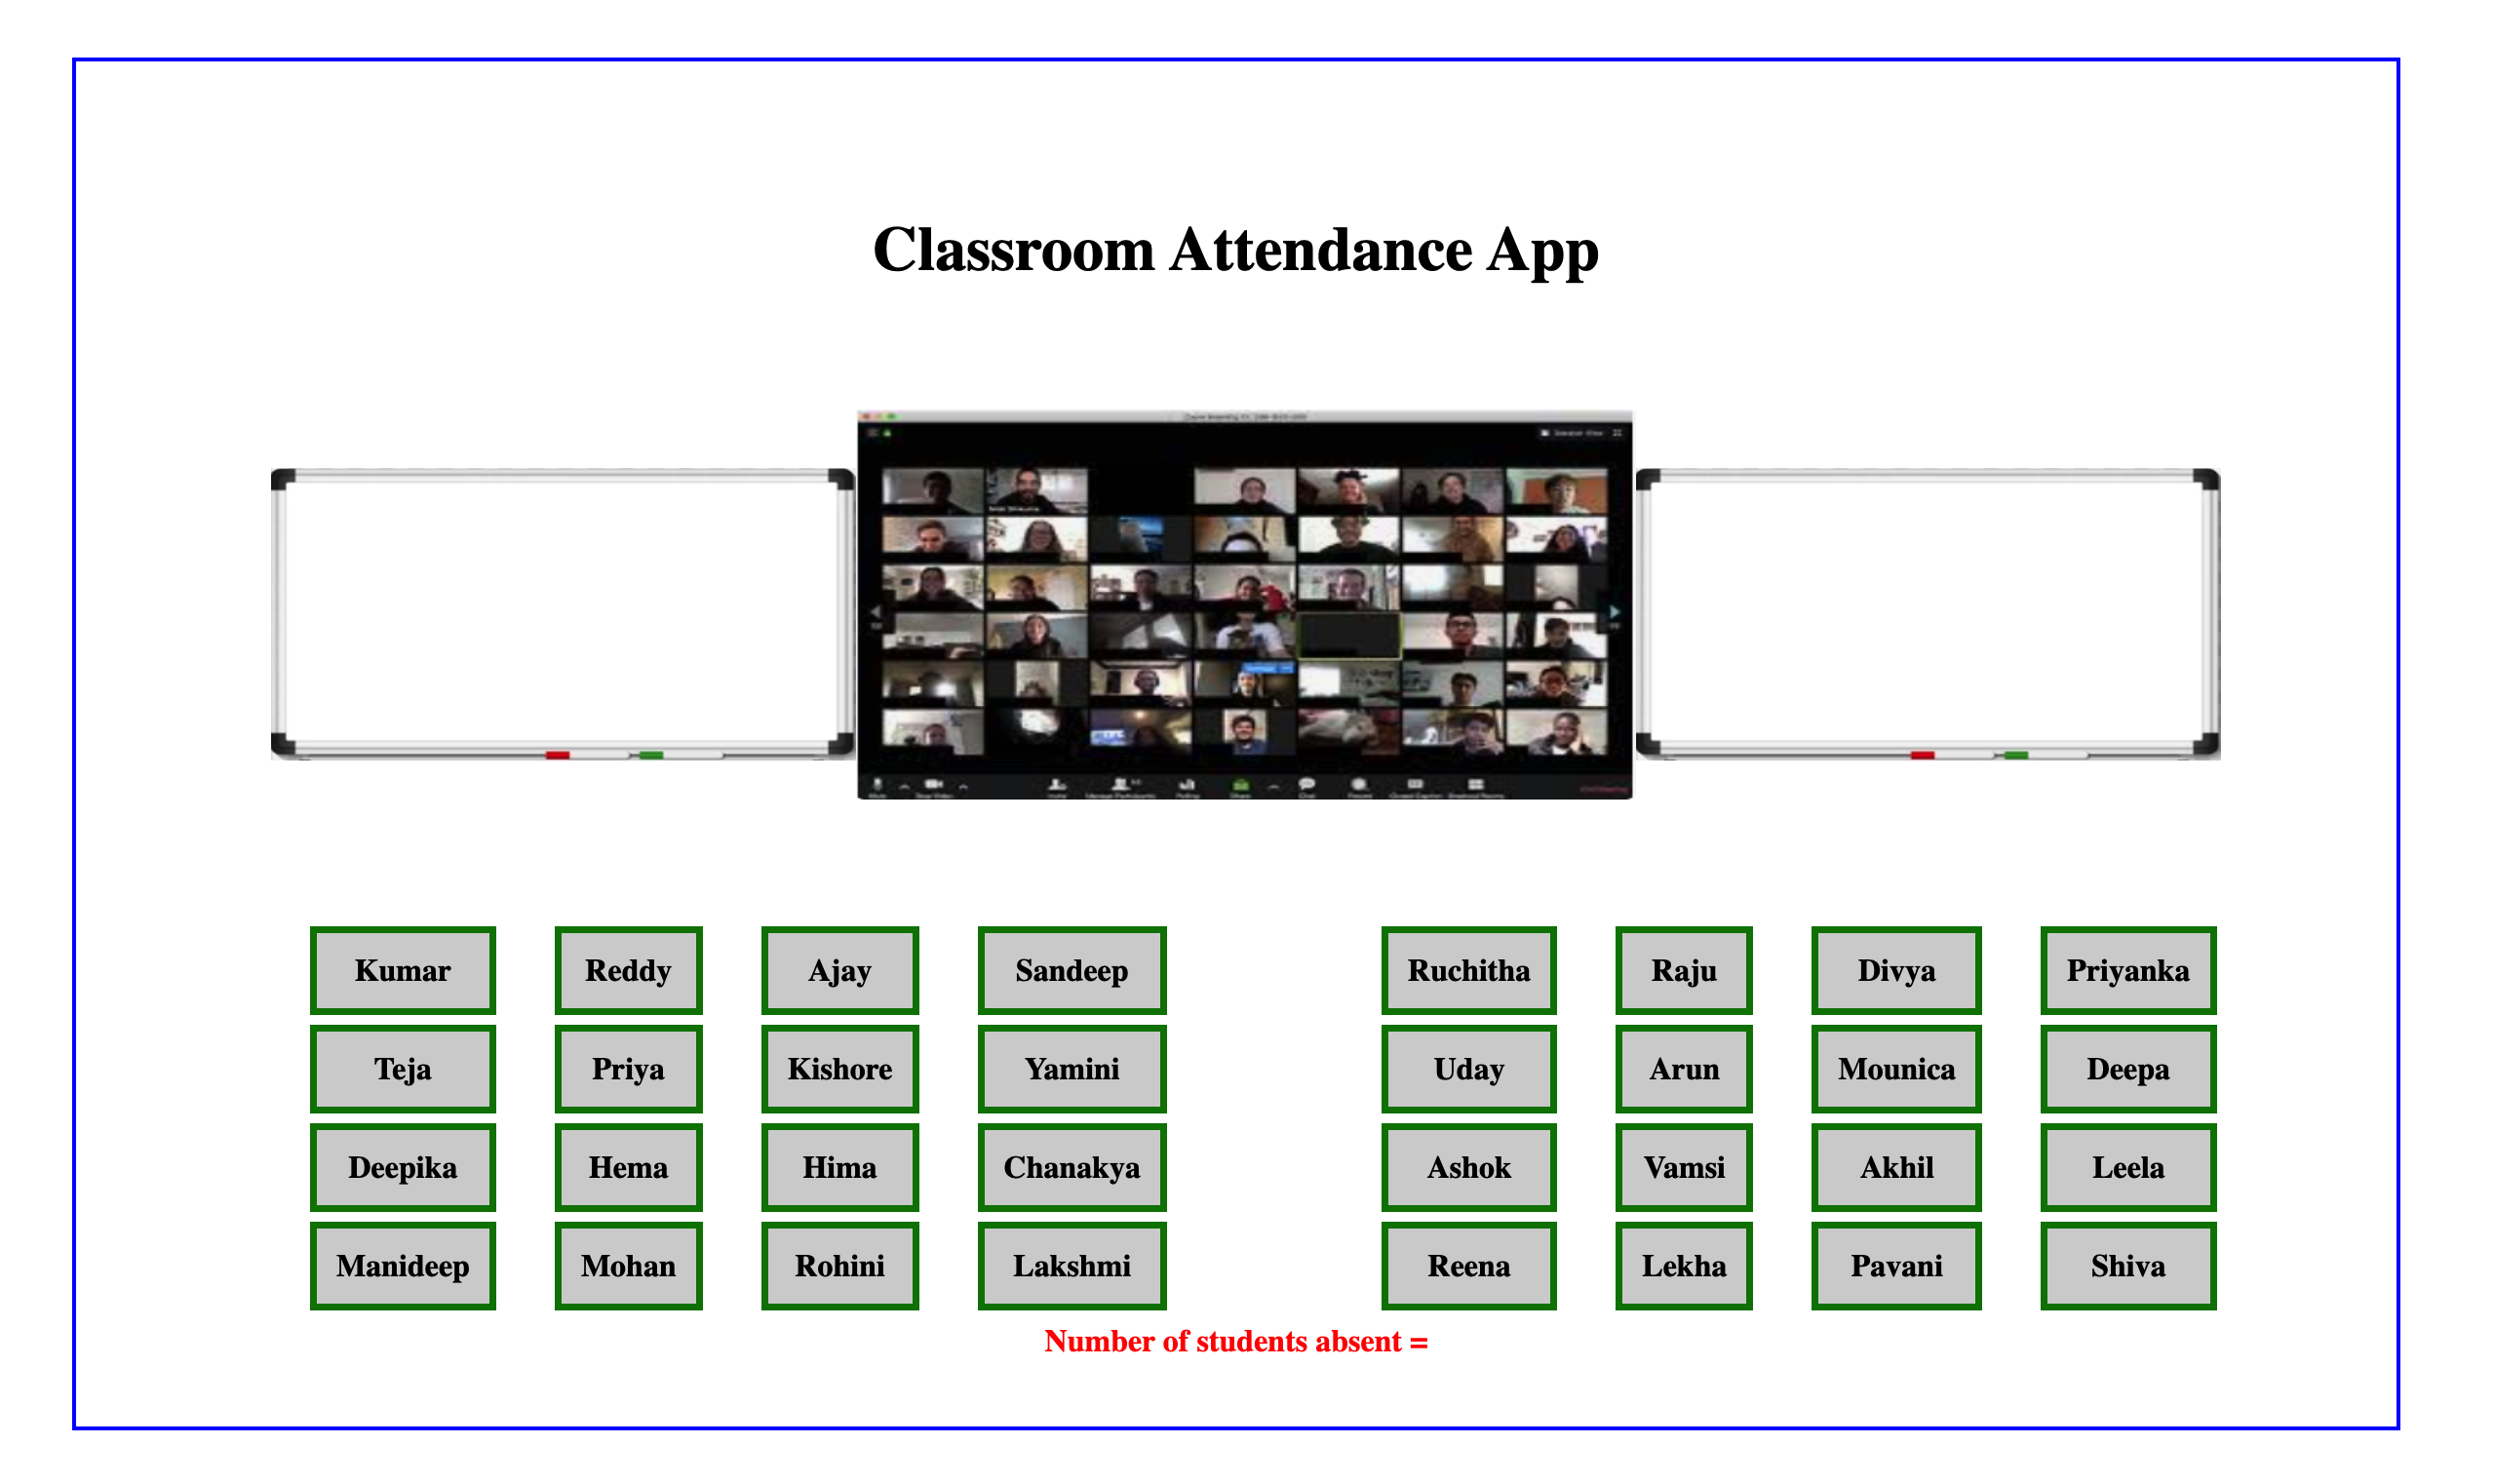 Classroom Attendance App
Kumar Reddy Ajay Sandeep Ruchitha Raju Divya Priyanka
Teja Priya Kishore Yamini Uday Arun Mounica Deepa
Deepika Hema Hima Chanakya Ashok Vamsi Akhil Leela
Manideep Mohan Rohini Lakshmi Reena Lekha Pavani Shiva
Number of students absent =